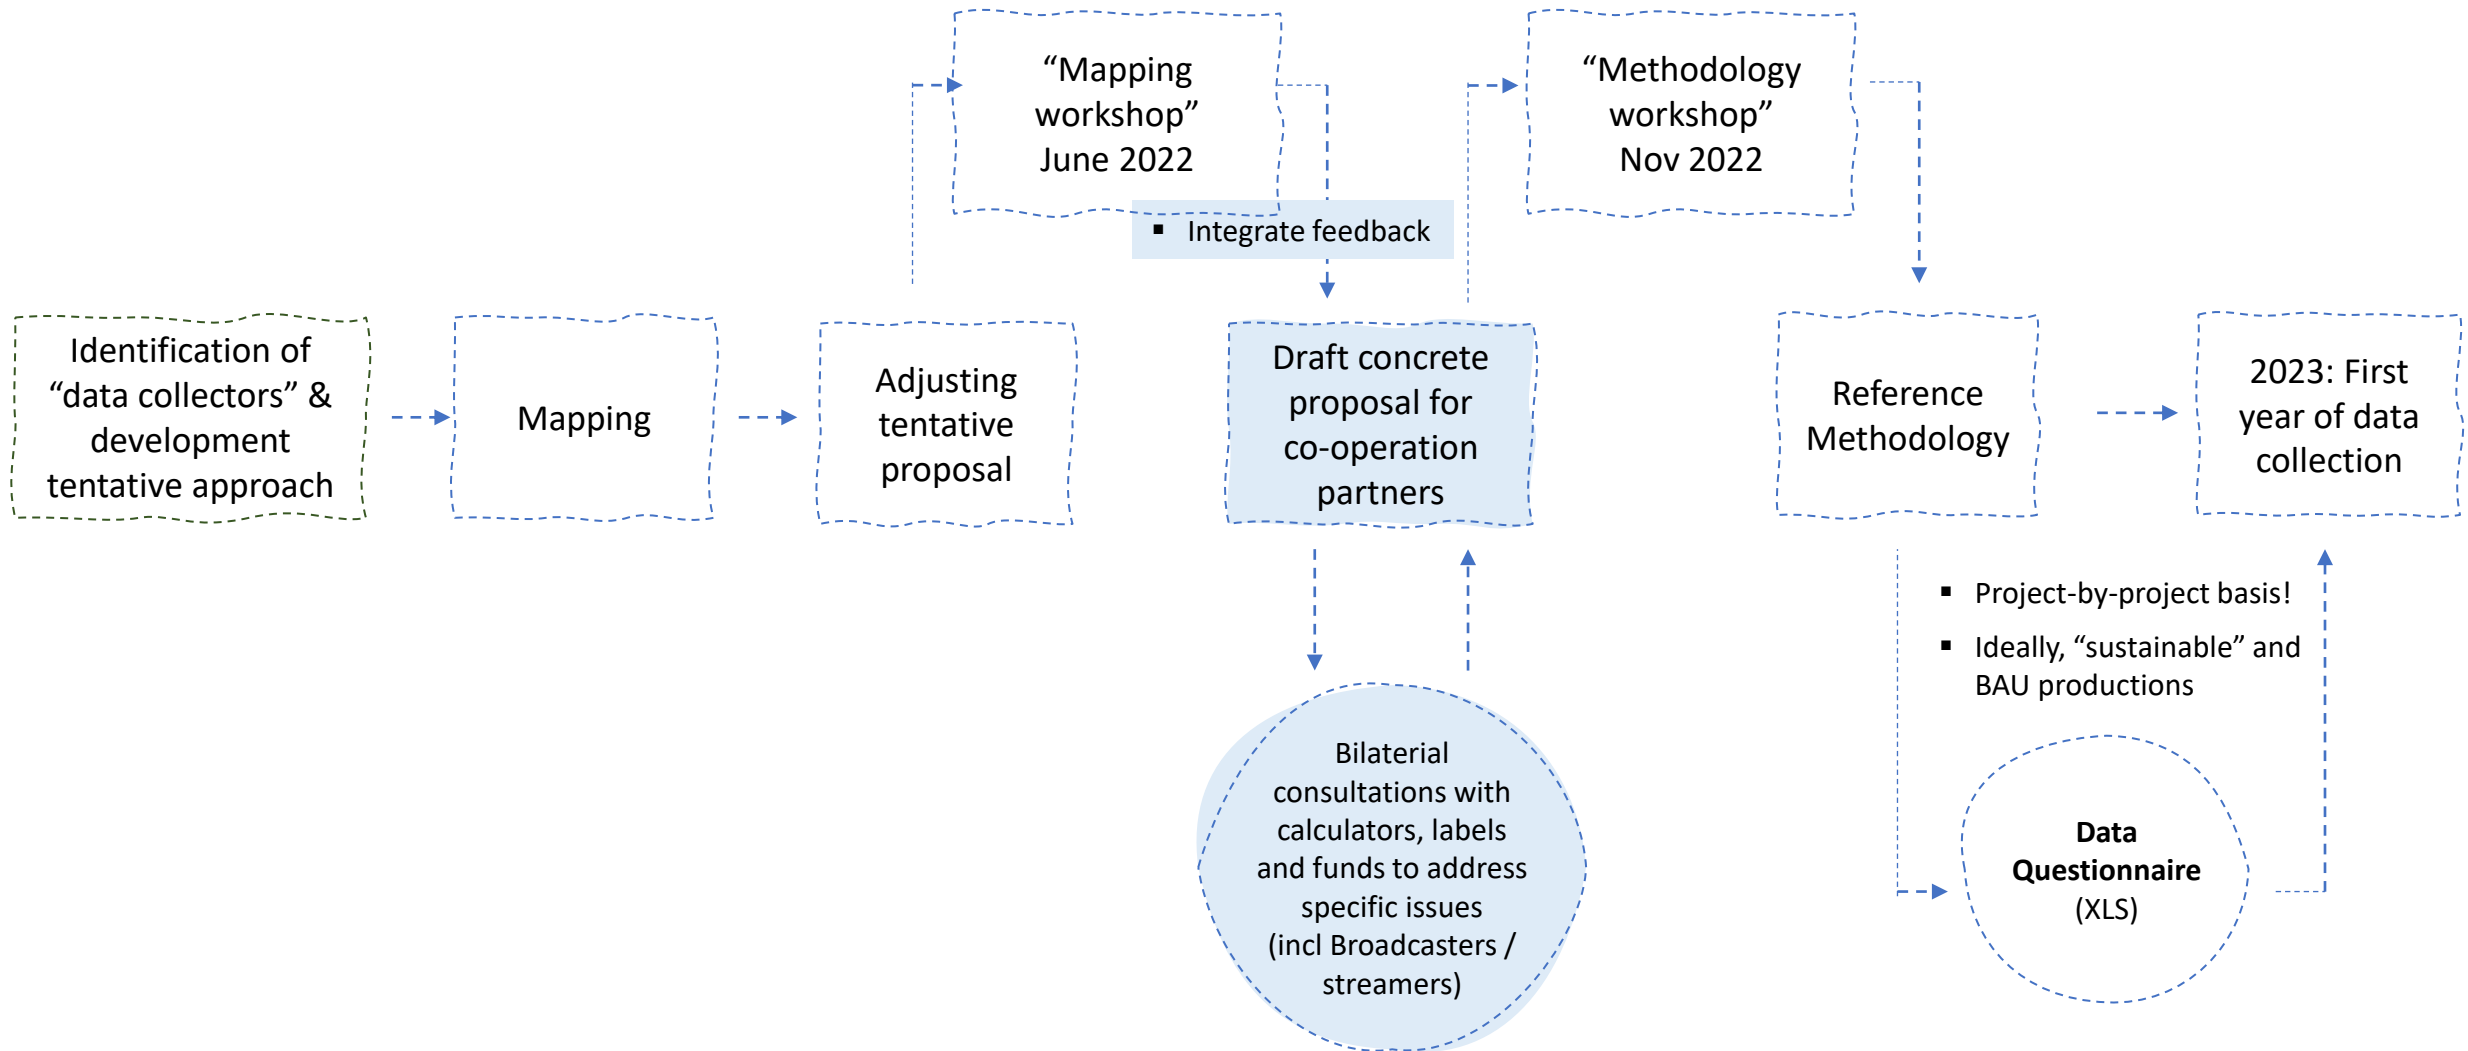 “Mapping
workshop”
June 2022
“Methodology
workshop”
Nov 2022
▪ Integrate feedback
Identification of
“data collectors” &
development
tentative approach
Mapping
Adjusting
tentative
proposal
Draft concrete
proposal for
co-operation
partners
Reference
Methodology
2023: First
year of data
collection
▪ Project-by-project basis!
▪ Ideally, “sustainable” and
BAU productions
Bilaterial
consultations with
calculators, labels
and funds to address
specific issues
(incl Broadcasters /
streamers)
Data
Questionnaire
(XLS)